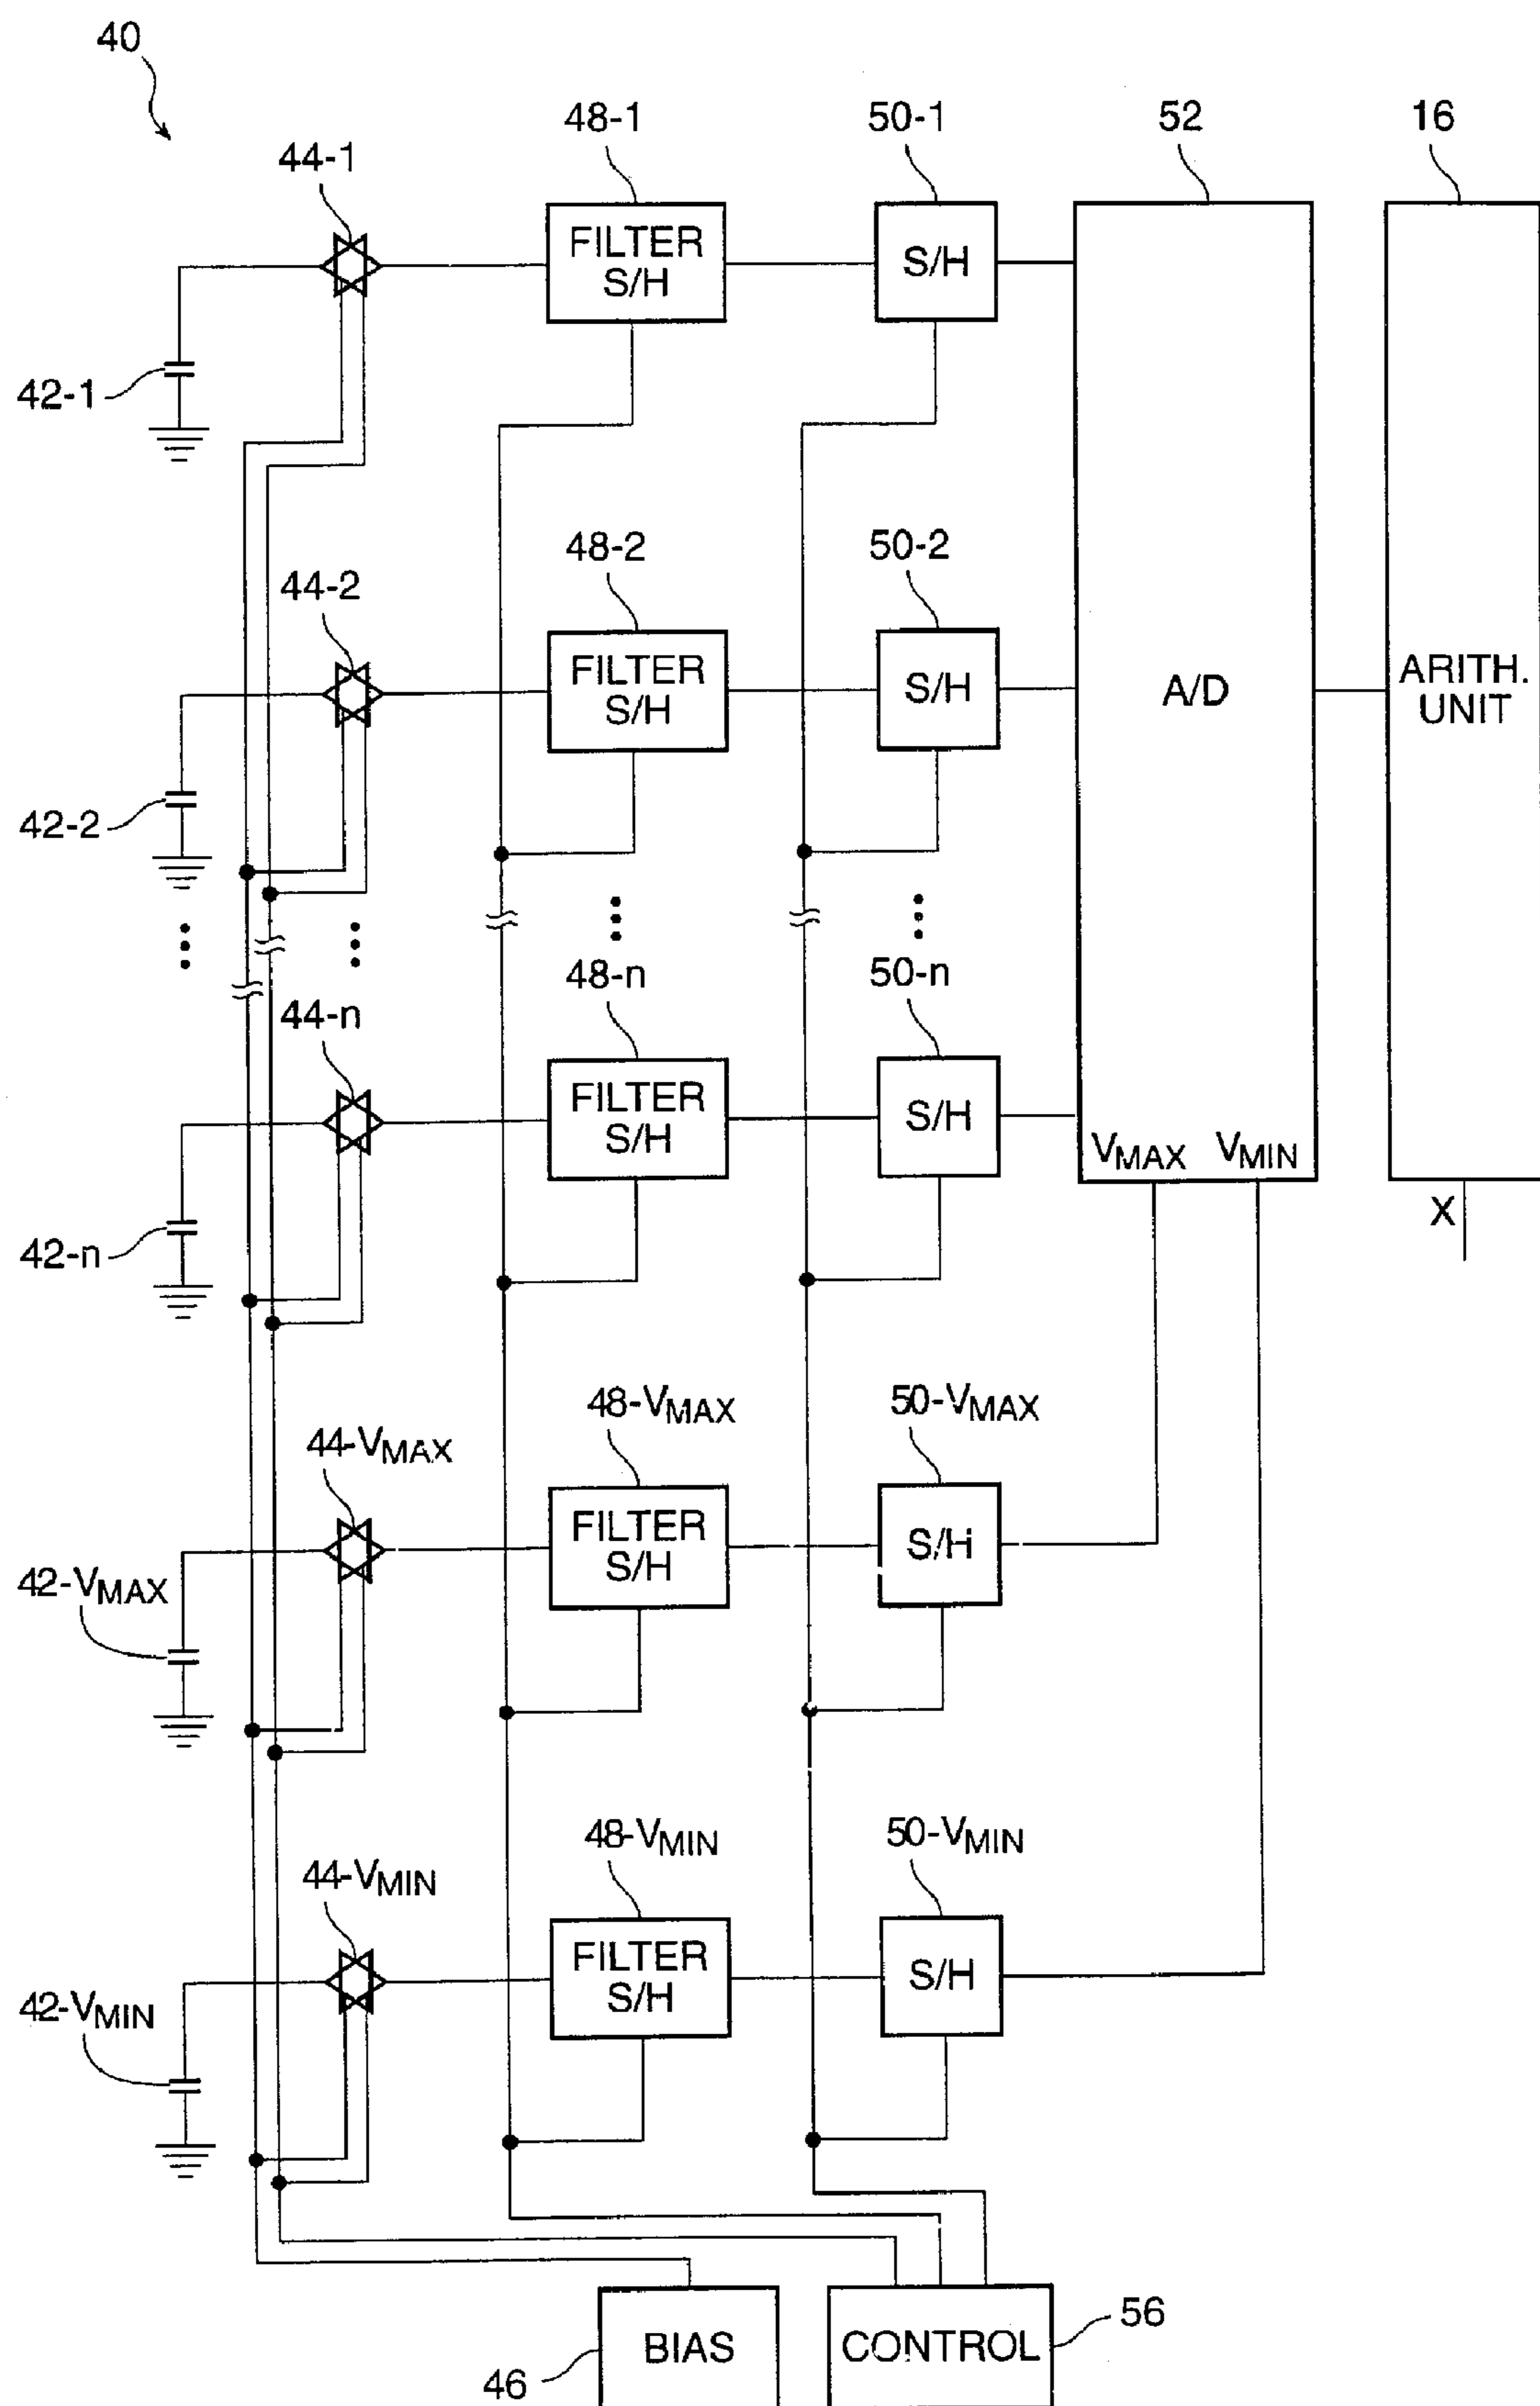 40
48-1
50-1
52
16
44-1
FILTER
S/H
S/H
42-1
48-2
50-2
44-2
FILTER
S/H
S/H
A/D
ARITH.
UNIT
42-2
48-n
50-n
44-n
FILTER
S/H
S/H
VMAX VMIN
X
42-n
48-VMAX
50-VMAX
44-VMAX
FILTER
S/H
S/H
42-VMAX
48-VMIN
50-VMIN
44-VMIN
FILTER
S/H
S/H
42-VMIN
56
BIAS
CONTROL
46